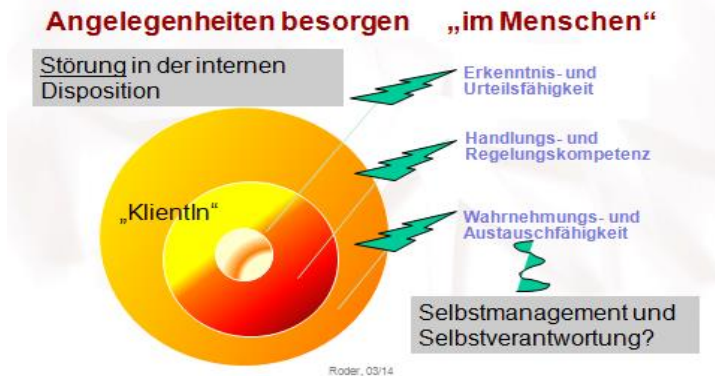 Angelegenheiten besorgen „im Menschen“
Störung in der internen
Disposition
Erkenntnis- und
Urteilsfähigkeit
Handlungs- und
Regelungskompetenz
„KlientIn“
Wahrnehmungs- und
Austauschfähigkeit
Selbstmanagement und
Selbstverantwortung?
Roder, 03/14